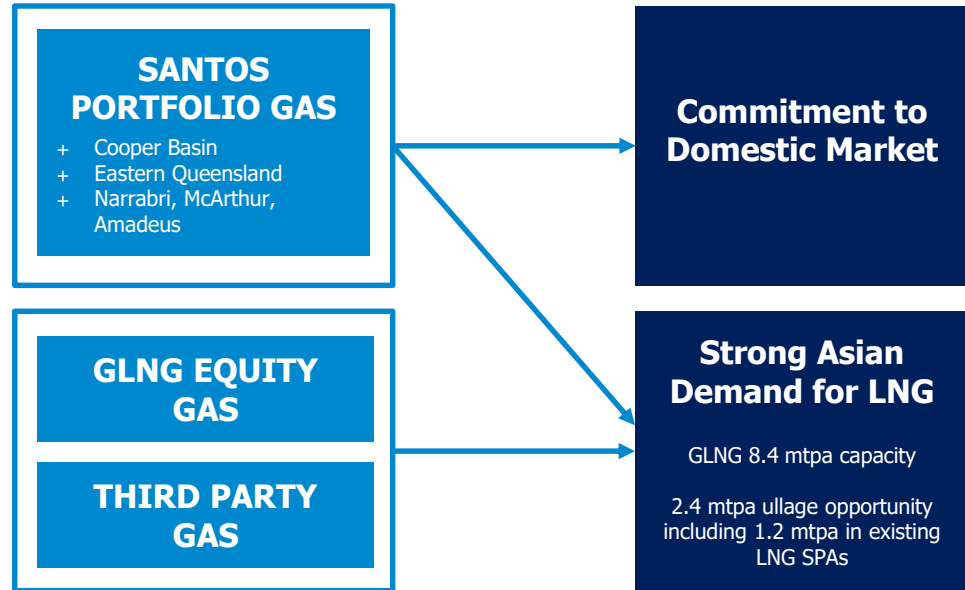 SANTOS
PORTFOLIO GAS
+ Cooper Basin
+ Eastern Queensland
+ Narrabri, McArthur,
Amadeus
Commitment to
Domestic Market
GLNG EQUITY
GAS
THIRD PARTY
GAS
Strong Asian
Demand for LNG
GLNG 8.4 mtpa capacity
2.4 mtpa ullage opportunity
including 1.2 mtpa in existing
LNG SPAs